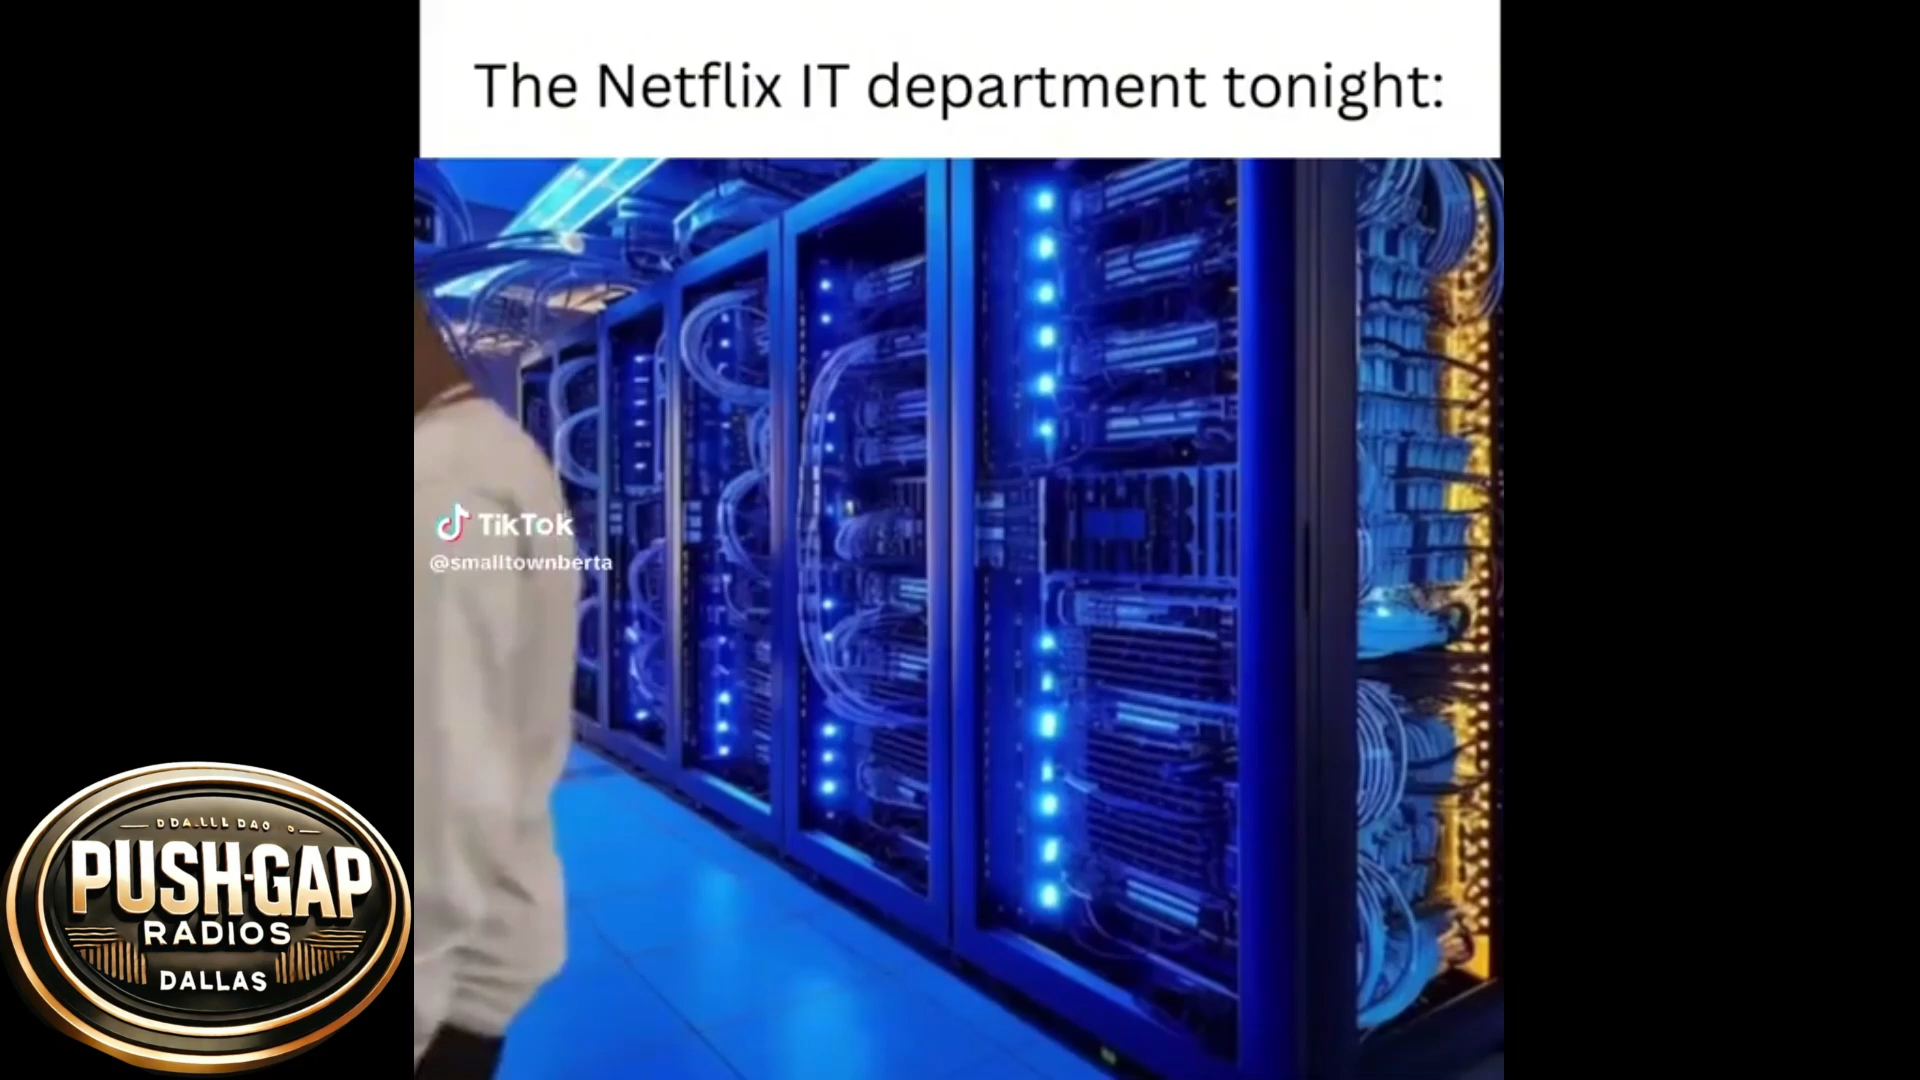 The Netflix IT department tonight:
TikTok
@smalltownberta
PUSH-GAP
RADIOS
DALLAS